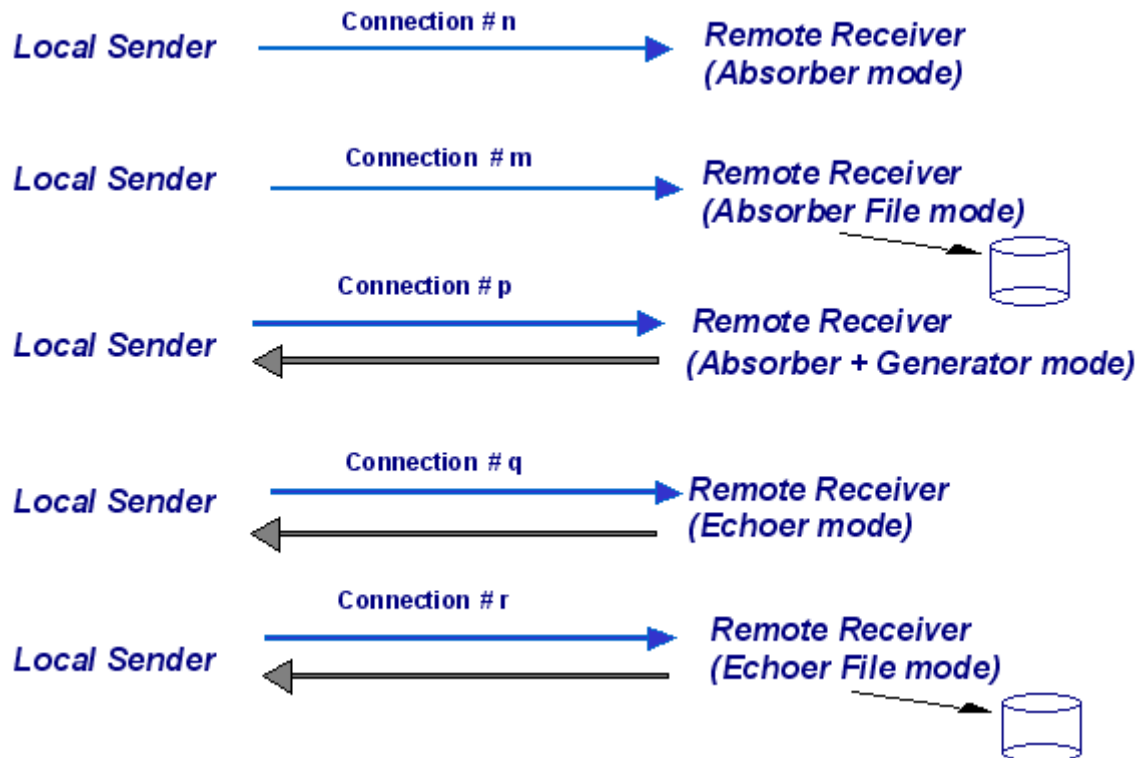 Connection # n
Local Sender
Remote Receiver
(Absorber mode)
Connection # m
Local Sender
Remote Receiver
(Absorber File mode)
Connection # p
Local Sender
Remote Receiver
(Absorber + Generator mode)
Connection # q
Local Sender
Remote Receiver
(Echoer mode)
Connection # r
Local Sender
Remote Receiver
(Echoer File mode)